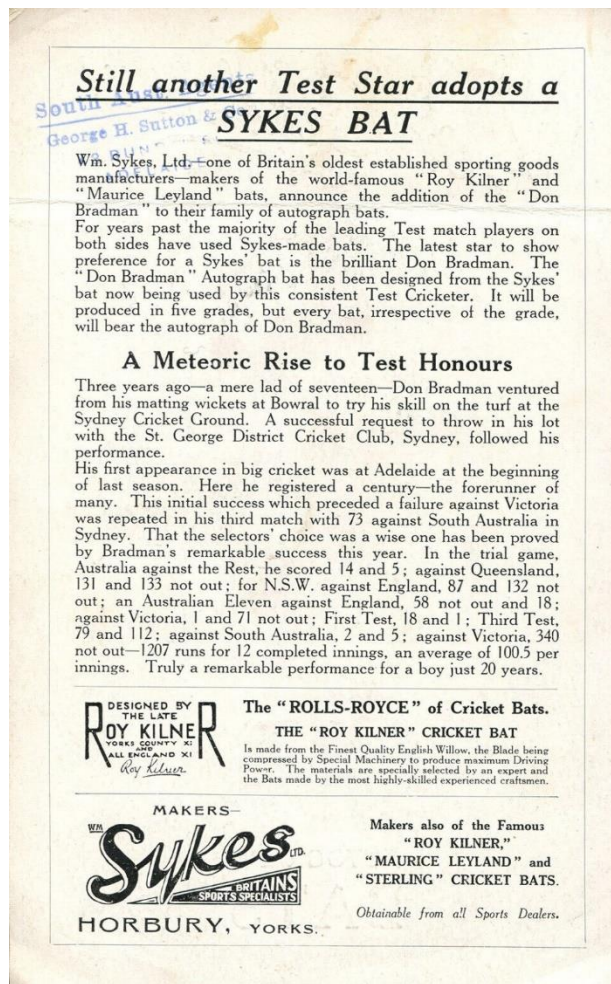 Still another Test Star adopts a
SYKES BAT
South Aust. Agents
George H. Sutton & Co.
ADELAIDE
Wm. Sykes, Ltd.—one of Britain's oldest established sporting goods
manufacturers—makers of the world-famous "Roy Kilner" and
"Maurice Leyland" bats, announce the addition of the "Don
Bradman" to their family of autograph bats.
For years past the majority of the leading Test match players on
both sides have used Sykes-made bats. The latest star to show
preference for a Sykes' bat is the brilliant Don Bradman. The
"Don Bradman" Autograph bat has been designed from the Sykes'
bat now being used by this consistent Test Cricketer. It will be
produced in five grades, but every bat, irrespective of the grade,
will bear the autograph of Don Bradman.
A Meteoric Rise to Test Honours
Three years ago—a mere lad of seventeen—Don Bradman ventured
from his matting wickets at Bowral to try his skill on the turf at the
Sydney Cricket Ground. A successful request to throw in his lot
with the St. George District Cricket Club, Sydney, followed his
performance.
His first appearance in big cricket was at Adelaide at the beginning
of last season. Here he registered a century—the forerunner of
many. This initial success which preceded a failure against Victoria
was repeated in his third match with 73 against South Australia in
Sydney. That the selectors' choice was a wise one has been proved
by Bradman's remarkable success this year. In the trial game,
Australia against the Rest, he scored 14 and 5; against Queensland,
131 and 133 not out; for N.S.W. against England, 87 and 132 not
out; an Australian Eleven against England, 58 not out and 18;
against Victoria, 1 and 71 not out; First Test, 18 and 1; Third Test,
79 and 112; against South Australia, 2 and 5; against Victoria, 340
not out—1207 runs for 12 completed innings, an average of 100.5 per
innings. Truly a remarkable performance for a boy just 20 years.
DESIGNED BY
THE LATE
ROY KILNER
YORKS COUNTY XI
AND
ALL ENGLAND XI
Roy Kilner
The "ROLLS-ROYCE" of Cricket Bats.
THE "ROY KILNER" CRICKET BAT
Is made from the Finest Quality English Willow, the Blade being
compressed by Special Machinery to produce maximum Driving
Power. The materials are specially selected by an expert and
the Bats made by the most highly-skilled experienced craftsmen.
MAKERS—
WM Sykes LTD.
BRITAINS
SPORTS SPECIALISTS
HORBURY, YORKS.
Makers also of the Famous
"ROY KILNER,"
"MAURICE LEYLAND" and
"STERLING" CRICKET BATS.
Obtainable from all Sports Dealers.